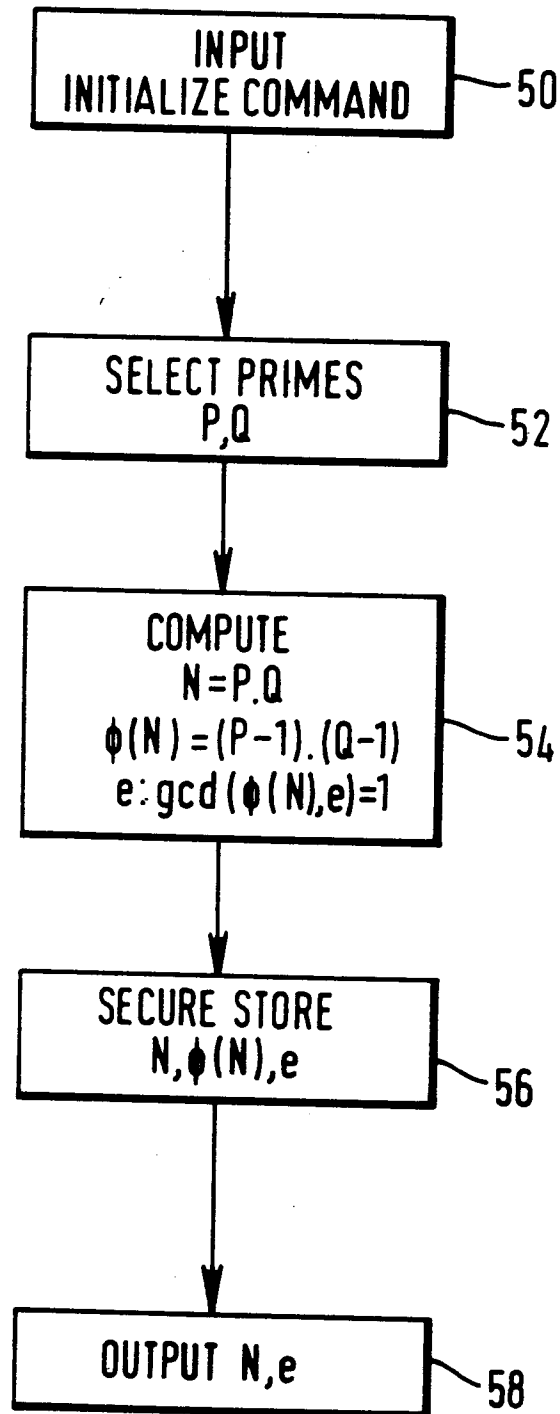 INPUT
INITIALIZE COMMAND
50
SELECT PRIMES
P,Q
52
COMPUTE
N=P.Q
ϕ(N)=(P-1).(Q-1)
e:gcd(ϕ(N),e)=1
54
SECURE STORE
N,ϕ(N),e
56
OUTPUT N,e
58